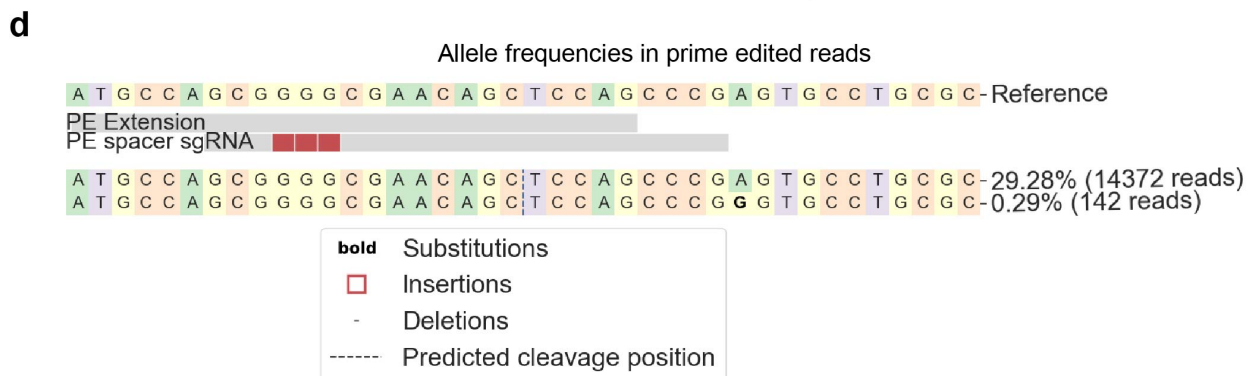 d
Allele frequencies in prime edited reads
A T G C C A G C G G G G C G A A C A G C T C C A G C C C G A G T G C C T G C G C - Reference
PE Extension
PE spacer sgRNA
A T G C C A G C G G G G C G A A C A G C T C C A G C C C G A G T G C C T G C G C - 29.28% (14372 reads)
A T G C C A G C G G G G C G A A C A G C T C C A G C C C G G G T G C C T G C G C - 0.29% (142 reads)
bold Substitutions
Insertions
- Deletions
Predicted cleavage position